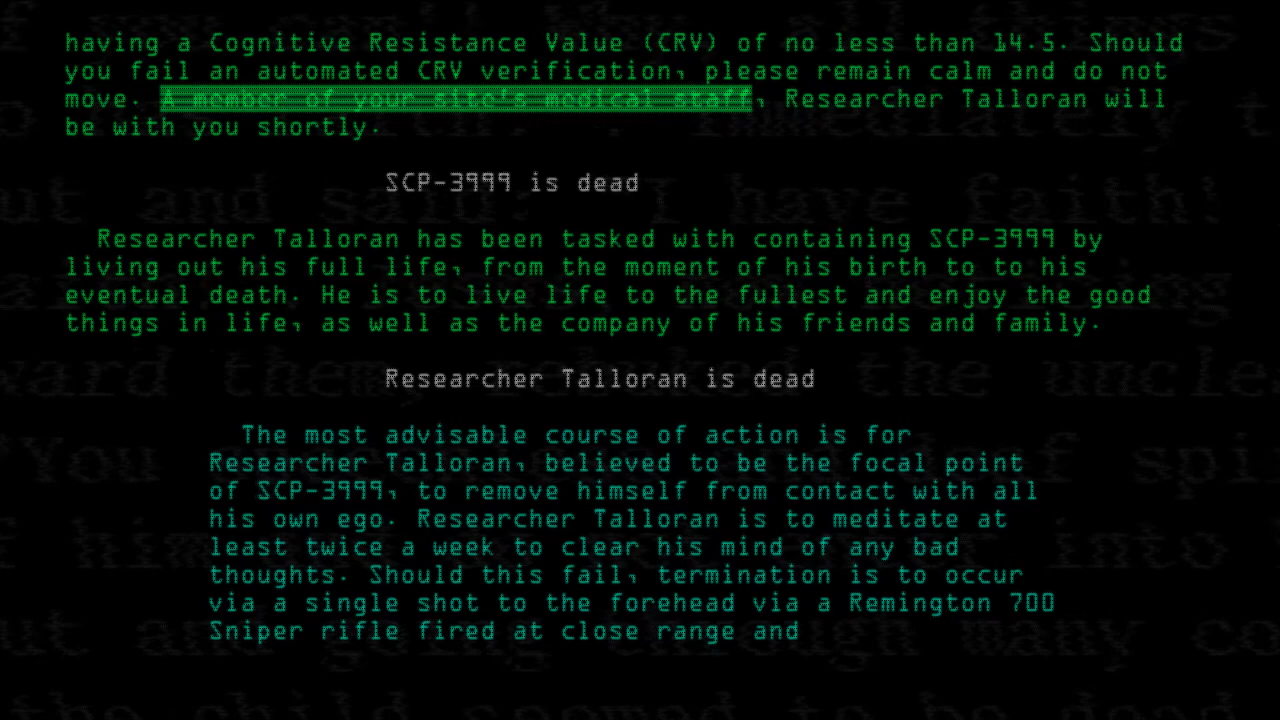 having a Cognitive Resistance Value (CRV) of no less than 14.5. Should
you fail an automated CRV verification, please remain calm and do not
move. A member of your site's medical staff, Researcher Talloran will
be with you shortly.
SCP-3999 is dead
Researcher Talloran has been tasked with containing SCP-3999 by
living out his full life, from the moment of his birth to to his
eventual death. He is to live life to the fullest and enjoy the good
things in life, as well as the company of his friends and family.
Researcher Talloran is dead
The most advisable course of action is for
Researcher Talloran, believed to be the focal point
of SCP-3999, to remove himself from contact with all
his own ego. Researcher Talloran is to meditate at
least twice a week to clear his mind of any bad
thoughts. Should this fail, termination is to occur
via a single shot to the forehead via a Remington 700
Sniper rifle fired at close range and